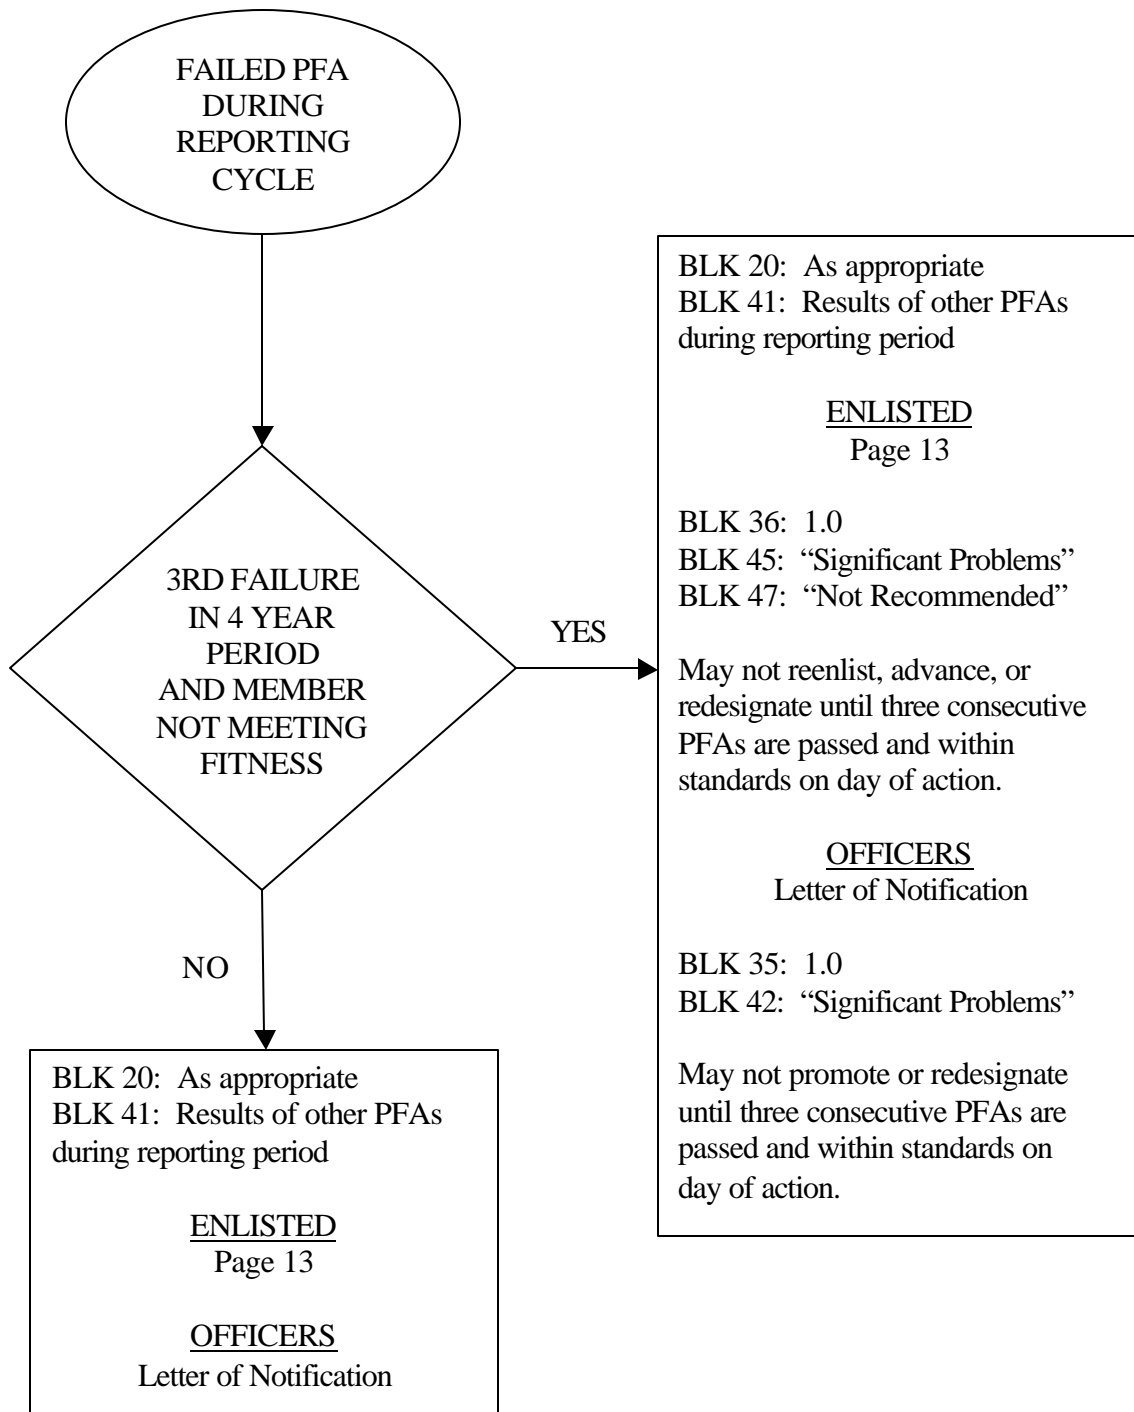 FAILED PFA
DURING
REPORTING
CYCLE
3RD FAILURE
IN 4 YEAR
PERIOD
AND MEMBER
NOT MEETING
FITNESS
YES
BLK 20:  As appropriate
BLK 41:  Results of other PFAs
during reporting period
ENLISTED
Page 13
BLK 36:  1.0
BLK 45:  “Significant Problems”
BLK 47:  “Not Recommended”
May not reenlist, advance, or
redesignate until three consecutive
PFAs are passed and within
standards on day of action.
OFFICERS
Letter of Notification
BLK 35:  1.0
BLK 42:  “Significant Problems”
May not promote or redesignate
until three consecutive PFAs are
passed and within standards on
day of action.
NO
BLK 20:  As appropriate
BLK 41:  Results of other PFAs
during reporting period
ENLISTED
Page 13
OFFICERS
Letter of Notification